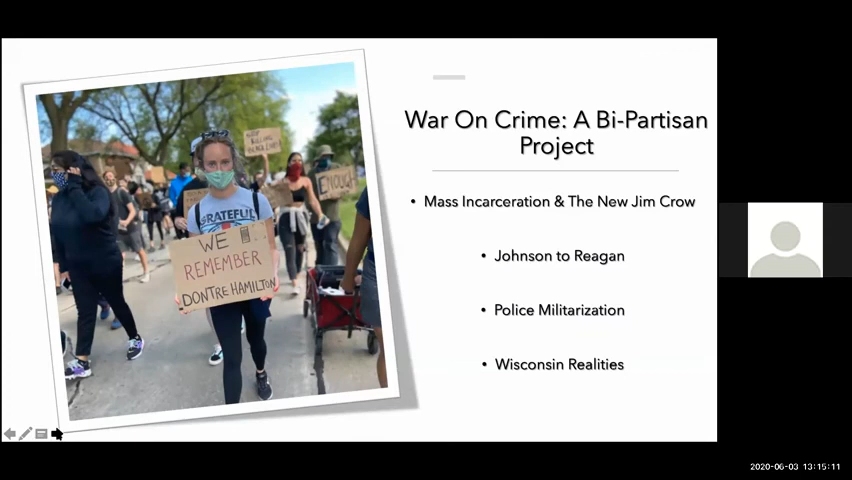 War On Crime: A Bi-Partisan
Project
• Mass Incarceration & The New Jim Crow
• Johnson to Reagan
• Police Militarization
• Wisconsin Realities
ENOUGH
GRATEFUL
WE
REMEMBER
DONTRE HAMILTON
2020-06-03 13:15:11